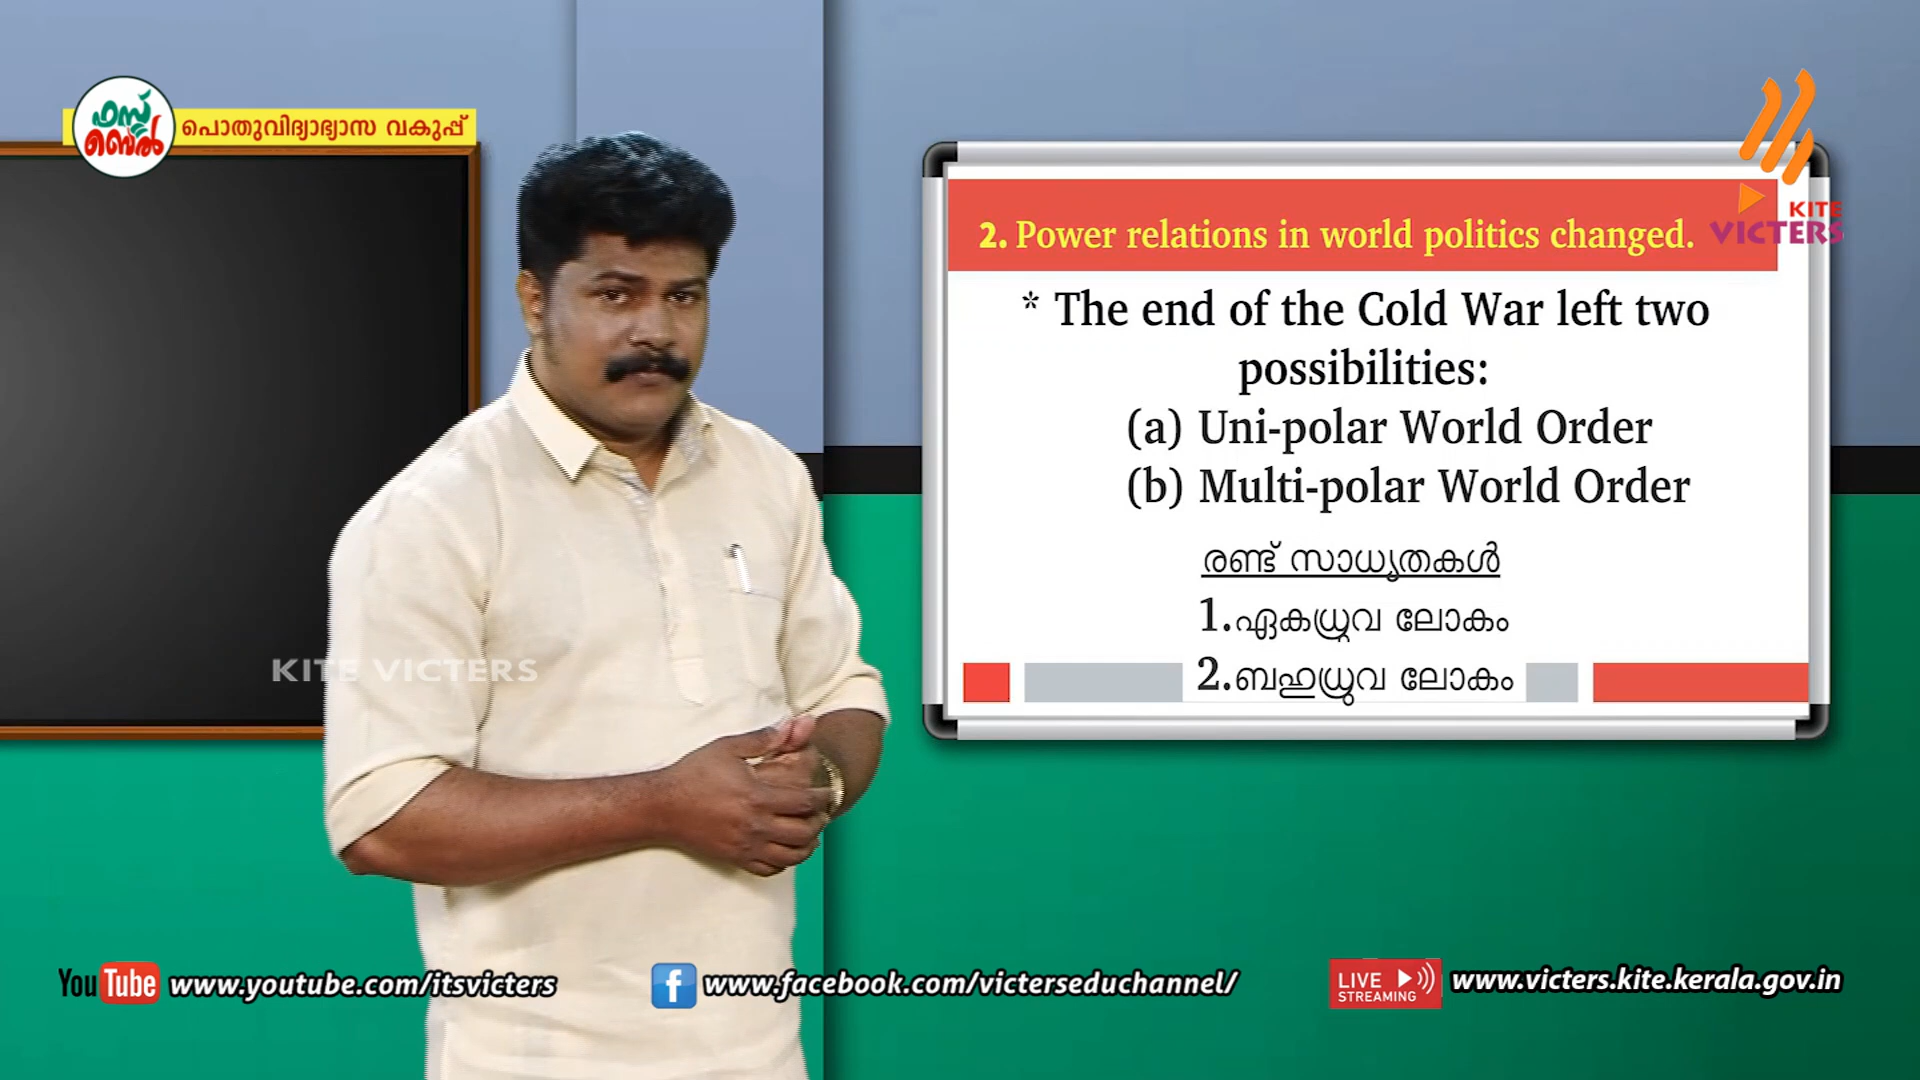 ഫസ്റ്റ്
ബെൽ
പൊതുവിദ്യാഭ്യാസ വകുപ്പ്
KITE
VICTERS
2. Power relations in world politics changed.
* The end of the Cold War left two
possibilities:
(a) Uni-polar World Order
(b) Multi-polar World Order
രണ്ട് സാധ്യതകൾ
1.ഏകധ്രുവ ലോകം
2.ബഹുധ്രുവ ലോകം
KITE VICTERS
YouTube www.youtube.com/itsvicters
f www.facebook.com/victerseduchannel/
LIVE
STREAMING
www.victers.kite.kerala.gov.in